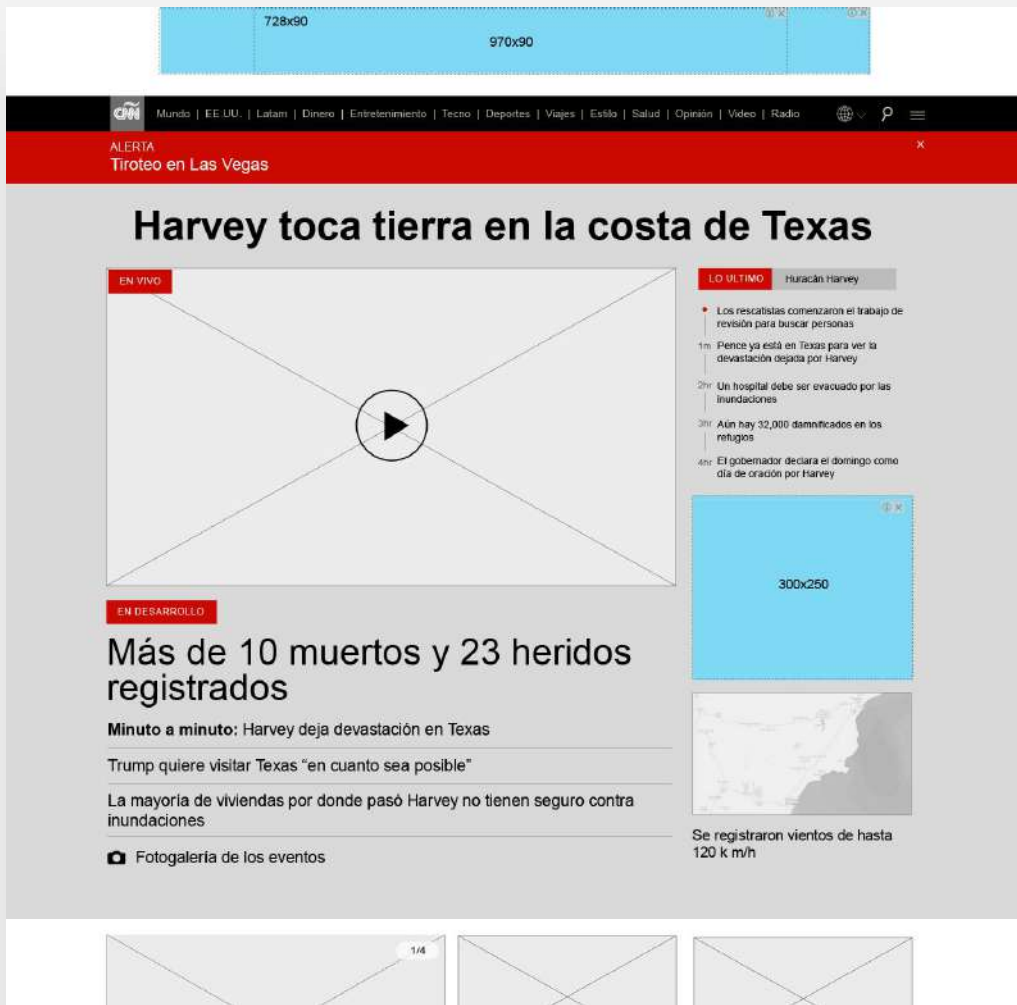 728x90
970x90
CNN
Mundo | EE.UU. | Latam | Dinero | Entretenimiento | Tecno | Deportes | Viajes | Estilo | Salud | Opinión | Video | Radio
ALERTA
Tiroteo en Las Vegas
Harvey toca tierra en la costa de Texas
EN VIVO
EN DESARROLLO
Más de 10 muertos y 23 heridos
registrados
Minuto a minuto: Harvey deja devastación en Texas
Trump quiere visitar Texas “en cuanto sea posible”
La mayoría de viviendas por donde pasó Harvey no tienen seguro contra
inundaciones
Fotogalería de los eventos
LO ULTIMO Huracán Harvey
Los rescatistas comenzaron el trabajo de
revisión para buscar personas
1m Pence ya está en Texas para ver la
devastación dejada por Harvey
2hr Un hospital debe ser evacuado por las
inundaciones
3hr Aún hay 32,000 damnificados en los
refugios
4hr El gobernador declara el domingo como
día de oración por Harvey
300x250
Se registraron vientos de hasta
120 k m/h
1/4